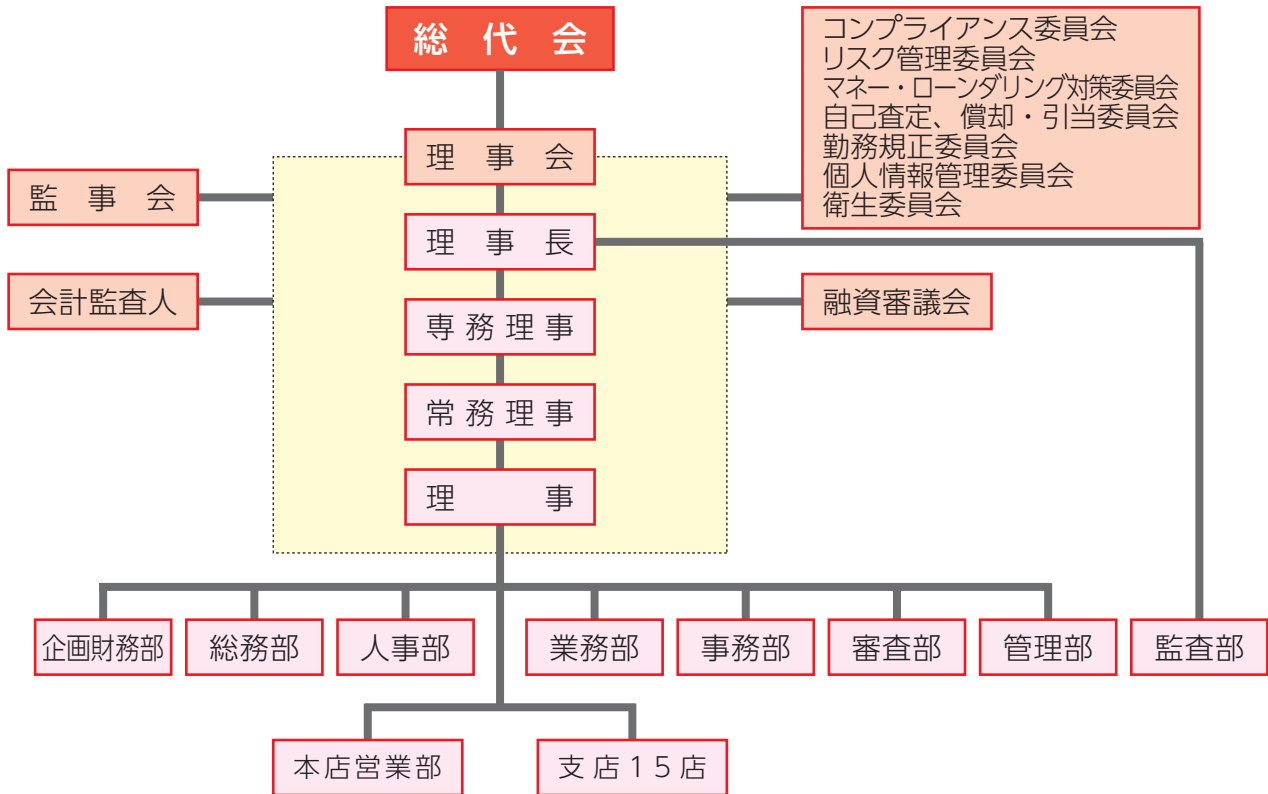 総代会
コンプライアンス委員会
リスク管理委員会
マネー・ローンダリング対策委員会
自己査定、償却・引当委員会
勤務規正委員会
個人情報管理委員会
衛生委員会
理事会
監事会
理事長
会計監査人
専務理事
融資審議会
常務理事
理事
企画財務部
総務部
人事部
業務部
事務部
審査部
管理部
監査部
本店営業部
支店15店